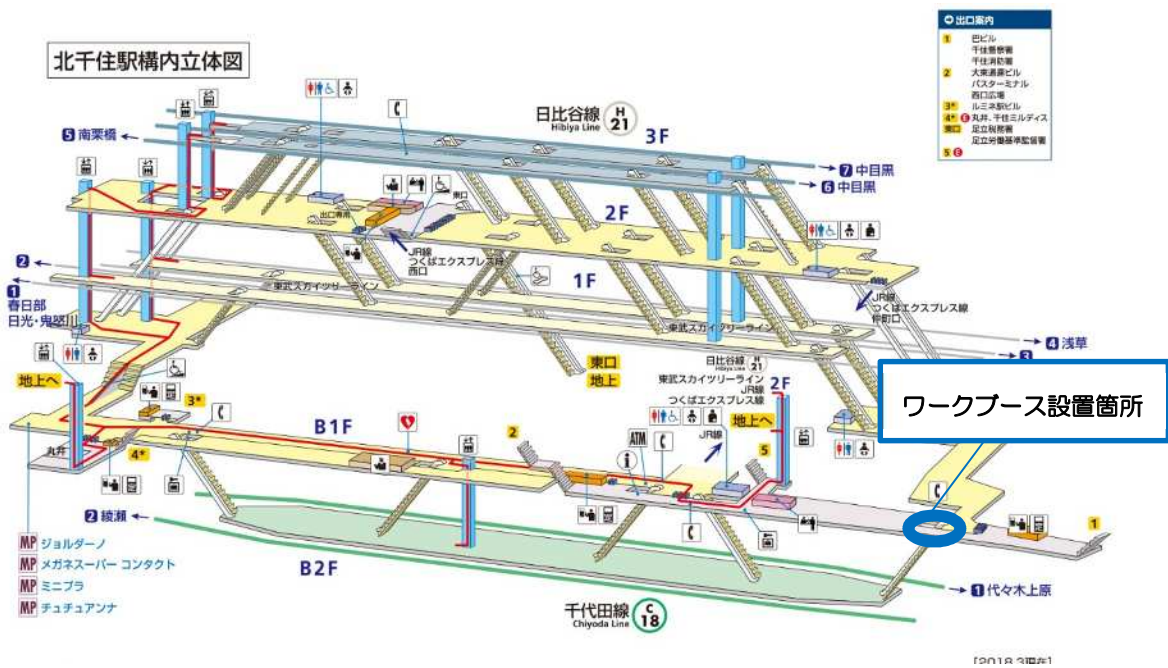 北千住駅構内立体図
出口案内
1 巴ビル
千住警察署
千住消防署
2 大東通露ビル
バスターミナル
西口広場
3* ルミネ駅ビル
4* E 丸井、千住ミルディス
東口 足立税務署
足立労働基準監督署
5 E
日比谷線 H 21
Hibiya Line
3F
5 南栗橋
7 中目黒
6 中目黒
2F
出口専用
東口
JR線
つくばエクスプレス線
西口
1F
2
1
春日部
日光・鬼怒川
東武スカイツリーライン
東武スカイツリーライン
JR線
つくばエクスプレス線
仲町口
4 浅草
3
東口
地上
日比谷線 H 21
Hibiya Line
東武スカイツリーライン
JR線
つくばエクスプレス線
2F
地上へ
ワークブース設置箇所
地上へ
3*
B1F
2
ATM
JR線
5
丸井
4*
1
2 綾瀬
B2F
MP ジョルダーノ
MP メガネスーパー コンタクト
MP ミニプラ
MP チュチュアンナ
1 代々木上原
千代田線 C 18
Chiyoda Line
[2018.3現在]